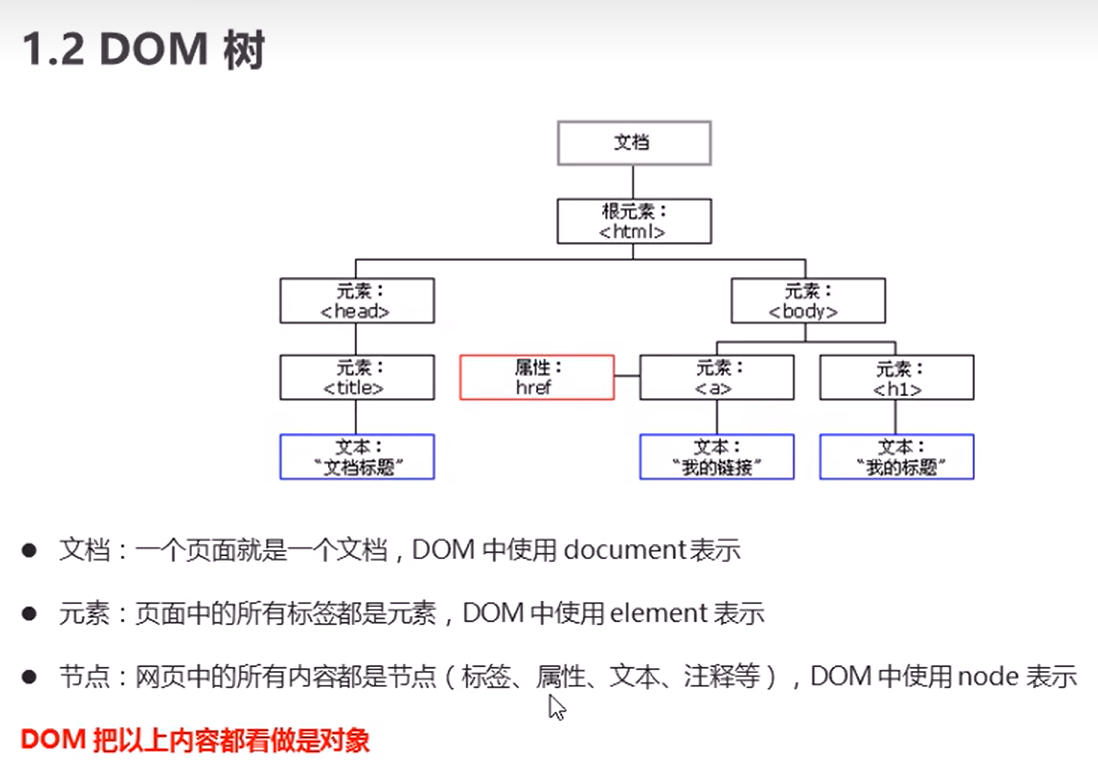 1.2 DOM 树
文档
根元素：
<html>
元素：
<head>
元素：
<body>
元素：
<title>
属性：
href
元素：
<a>
元素：
<h1>
文本：
“文档标题”
文本：
“我的链接”
文本：
“我的标题”
● 文档：一个页面就是一个文档，DOM 中使用 document 表示
● 元素：页面中的所有标签都是元素，DOM 中使用 element 表示
● 节点：网页中的所有内容都是节点（标签、属性、文本、注释等），DOM 中使用 node 表示
DOM 把以上内容都看做是对象